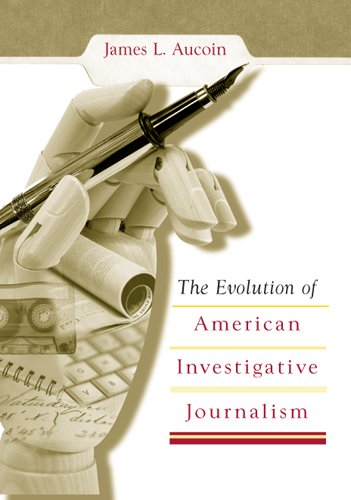 James L. Aucoin
The Evolution of
American
Investigative
Journalism